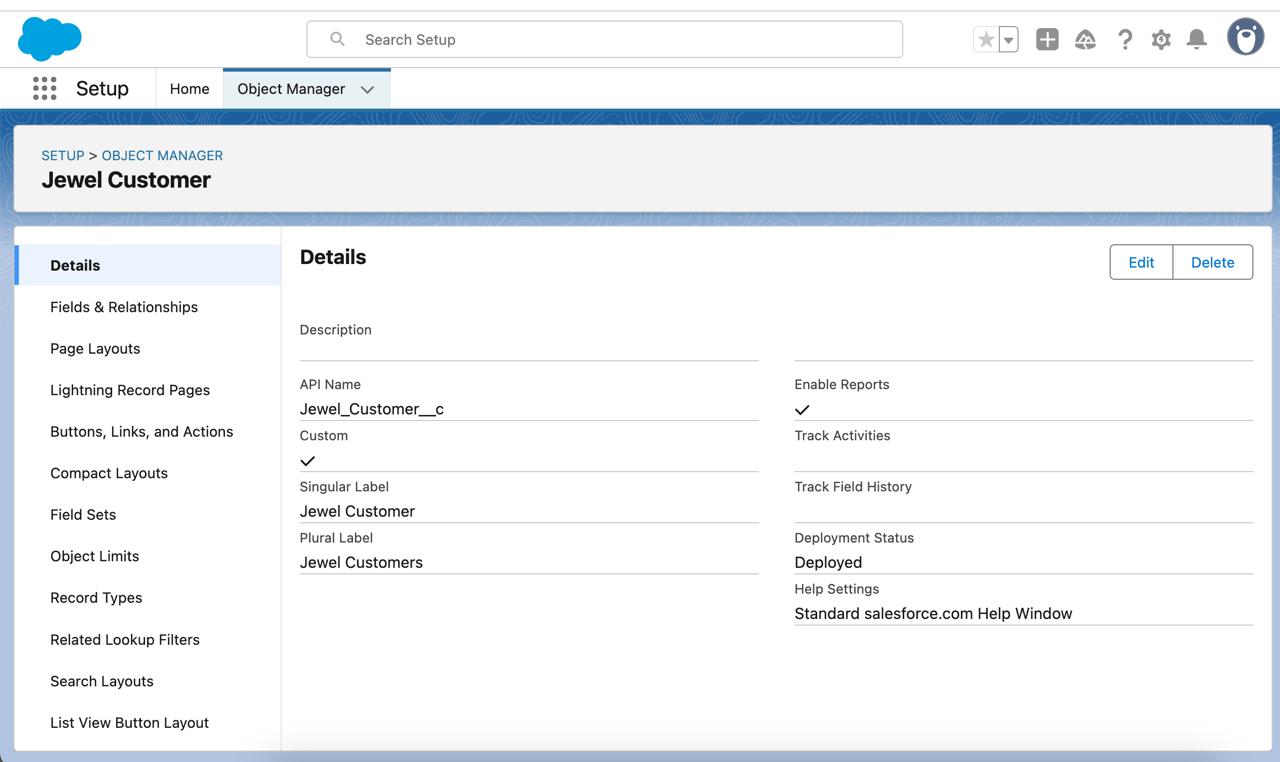 Search Setup
Setup
Home
Object Manager
SETUP > OBJECT MANAGER
Jewel Customer
Details
Fields & Relationships
Page Layouts
Lightning Record Pages
Buttons, Links, and Actions
Compact Layouts
Field Sets
Object Limits
Record Types
Related Lookup Filters
Search Layouts
List View Button Layout
Details
Edit
Delete
Description
API Name
Jewel_Customer__c
Custom
Singular Label
Jewel Customer
Plural Label
Jewel Customers
Enable Reports
Track Activities
Track Field History
Deployment Status
Deployed
Help Settings
Standard salesforce.com Help Window